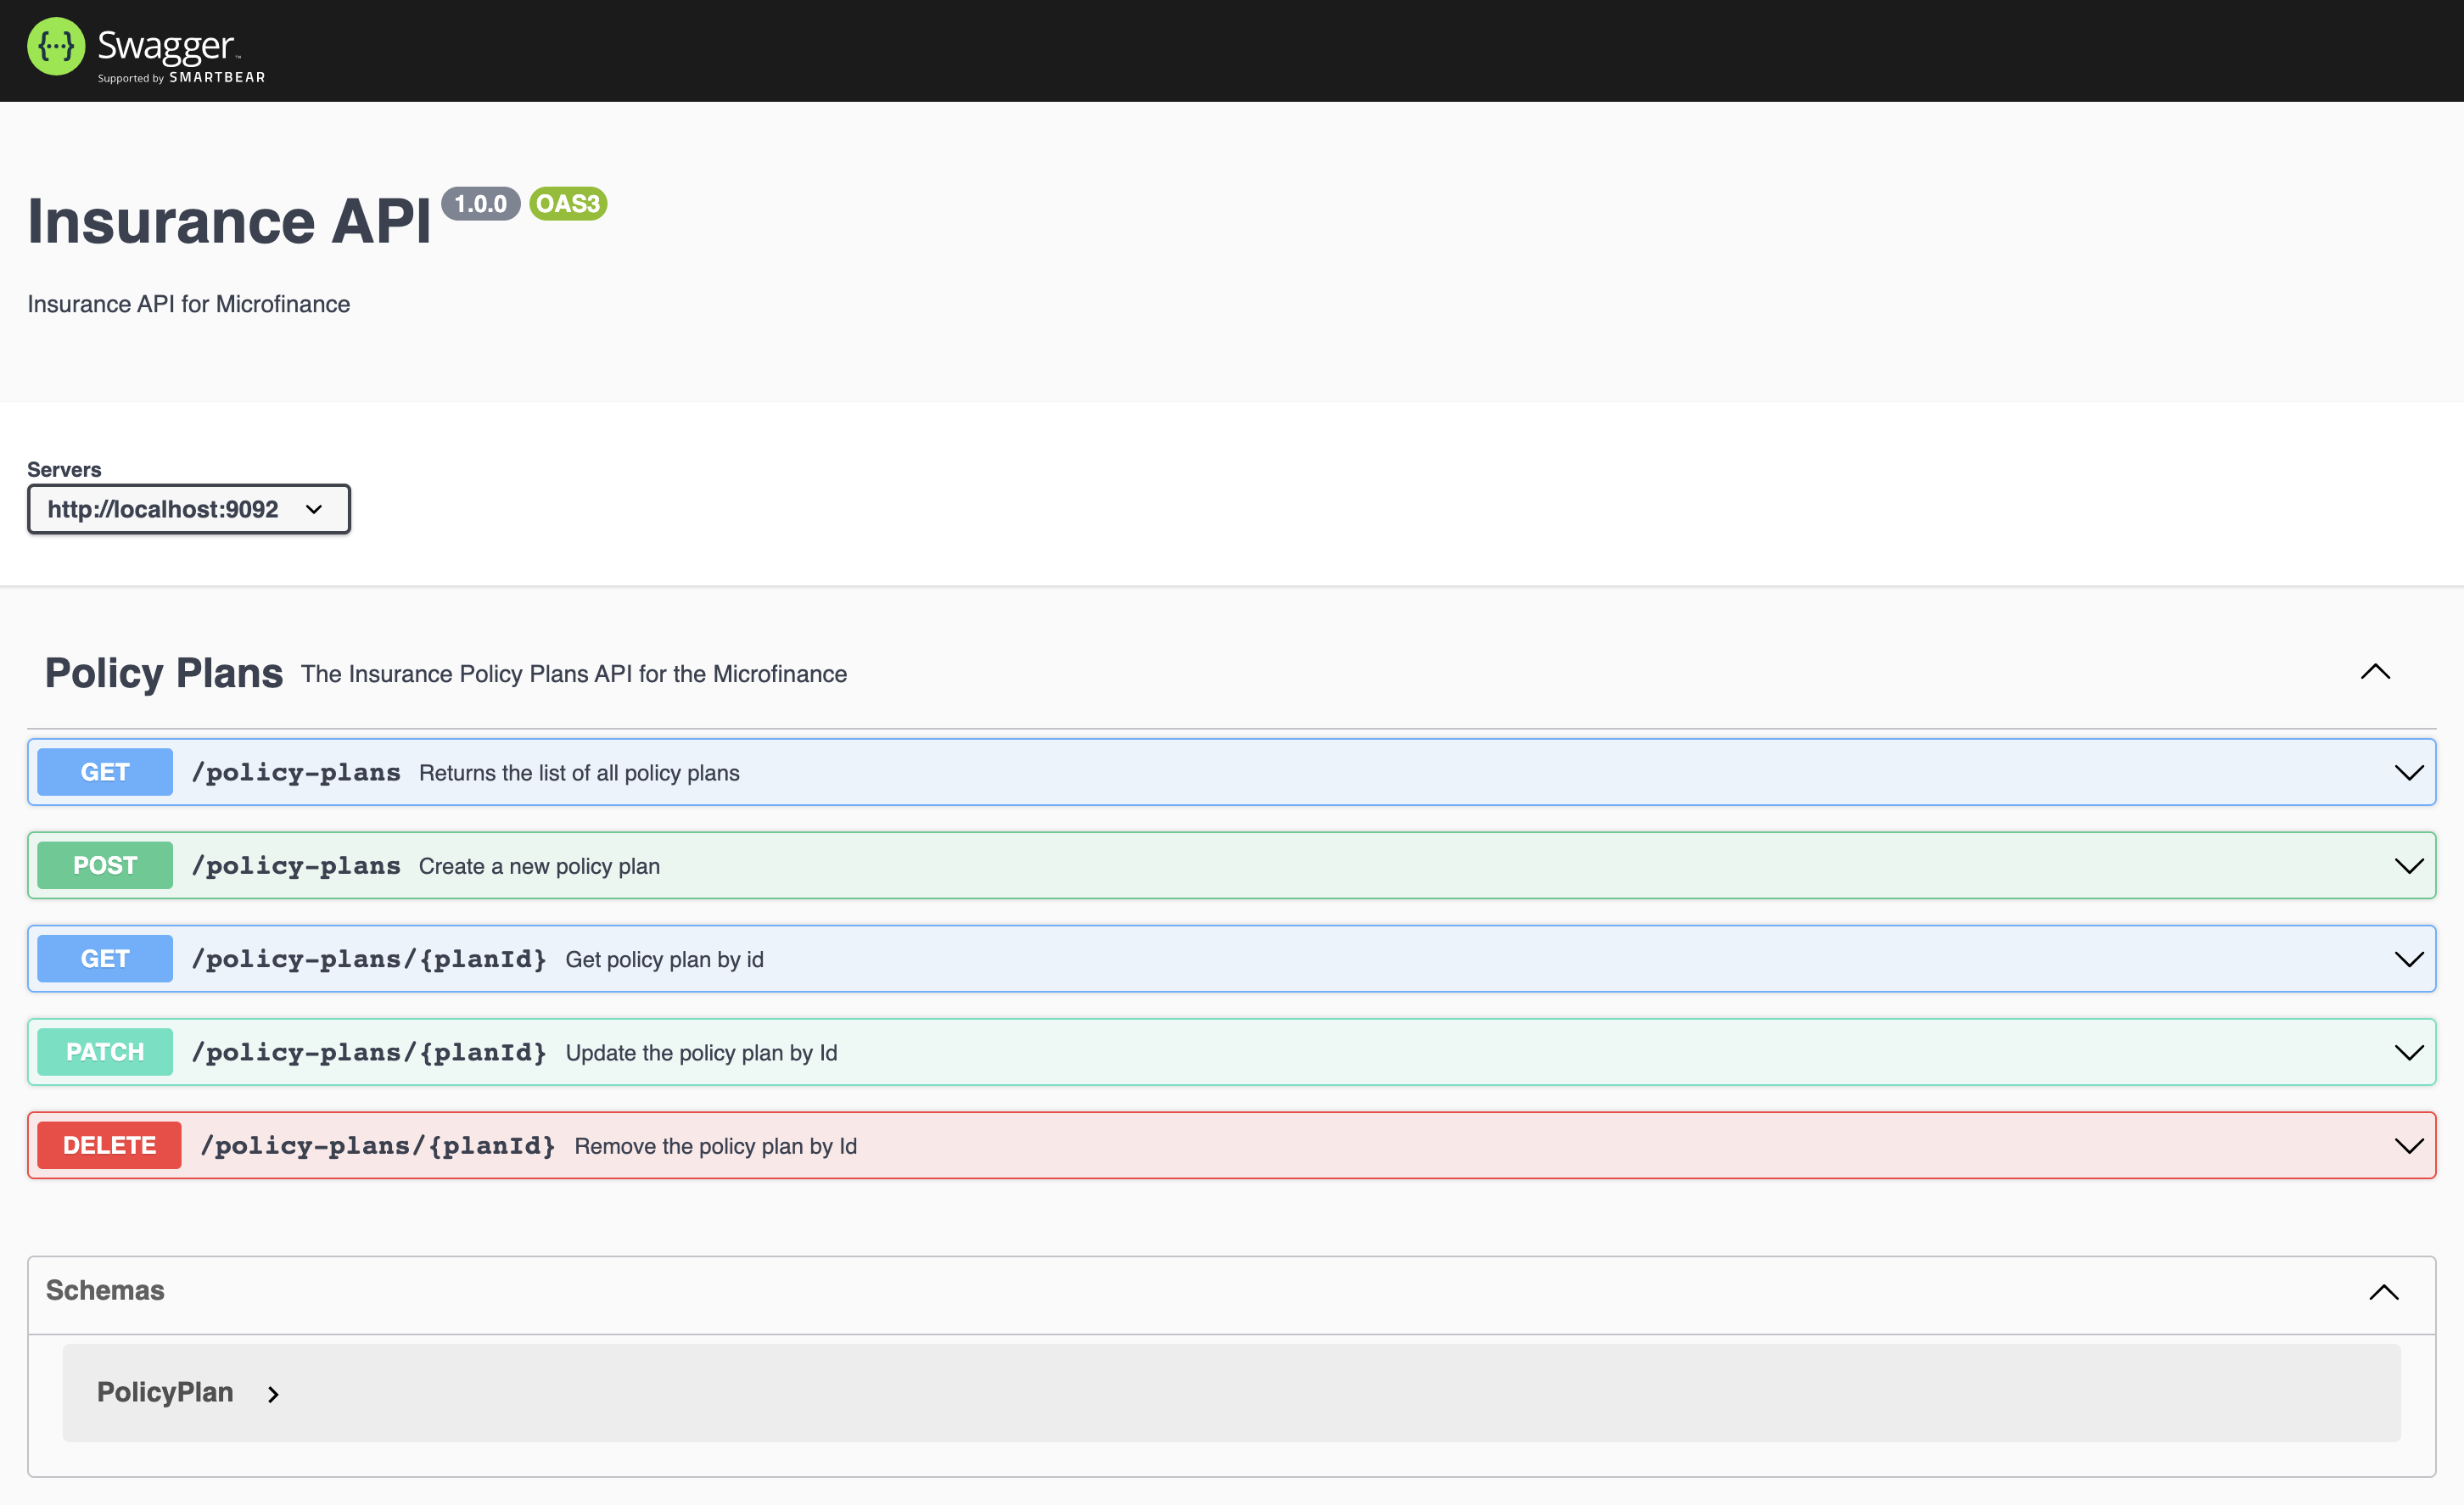 {···} Swagger™
Supported by SMARTBEAR
Insurance API 1.0.0 OAS3
Insurance API for Microfinance
Servers
http://localhost:9092
Policy Plans The Insurance Policy Plans API for the Microfinance
GET /policy-plans Returns the list of all policy plans
POST /policy-plans Create a new policy plan
GET /policy-plans/{planId} Get policy plan by id
PATCH /policy-plans/{planId} Update the policy plan by Id
DELETE /policy-plans/{planId} Remove the policy plan by Id
Schemas
PolicyPlan